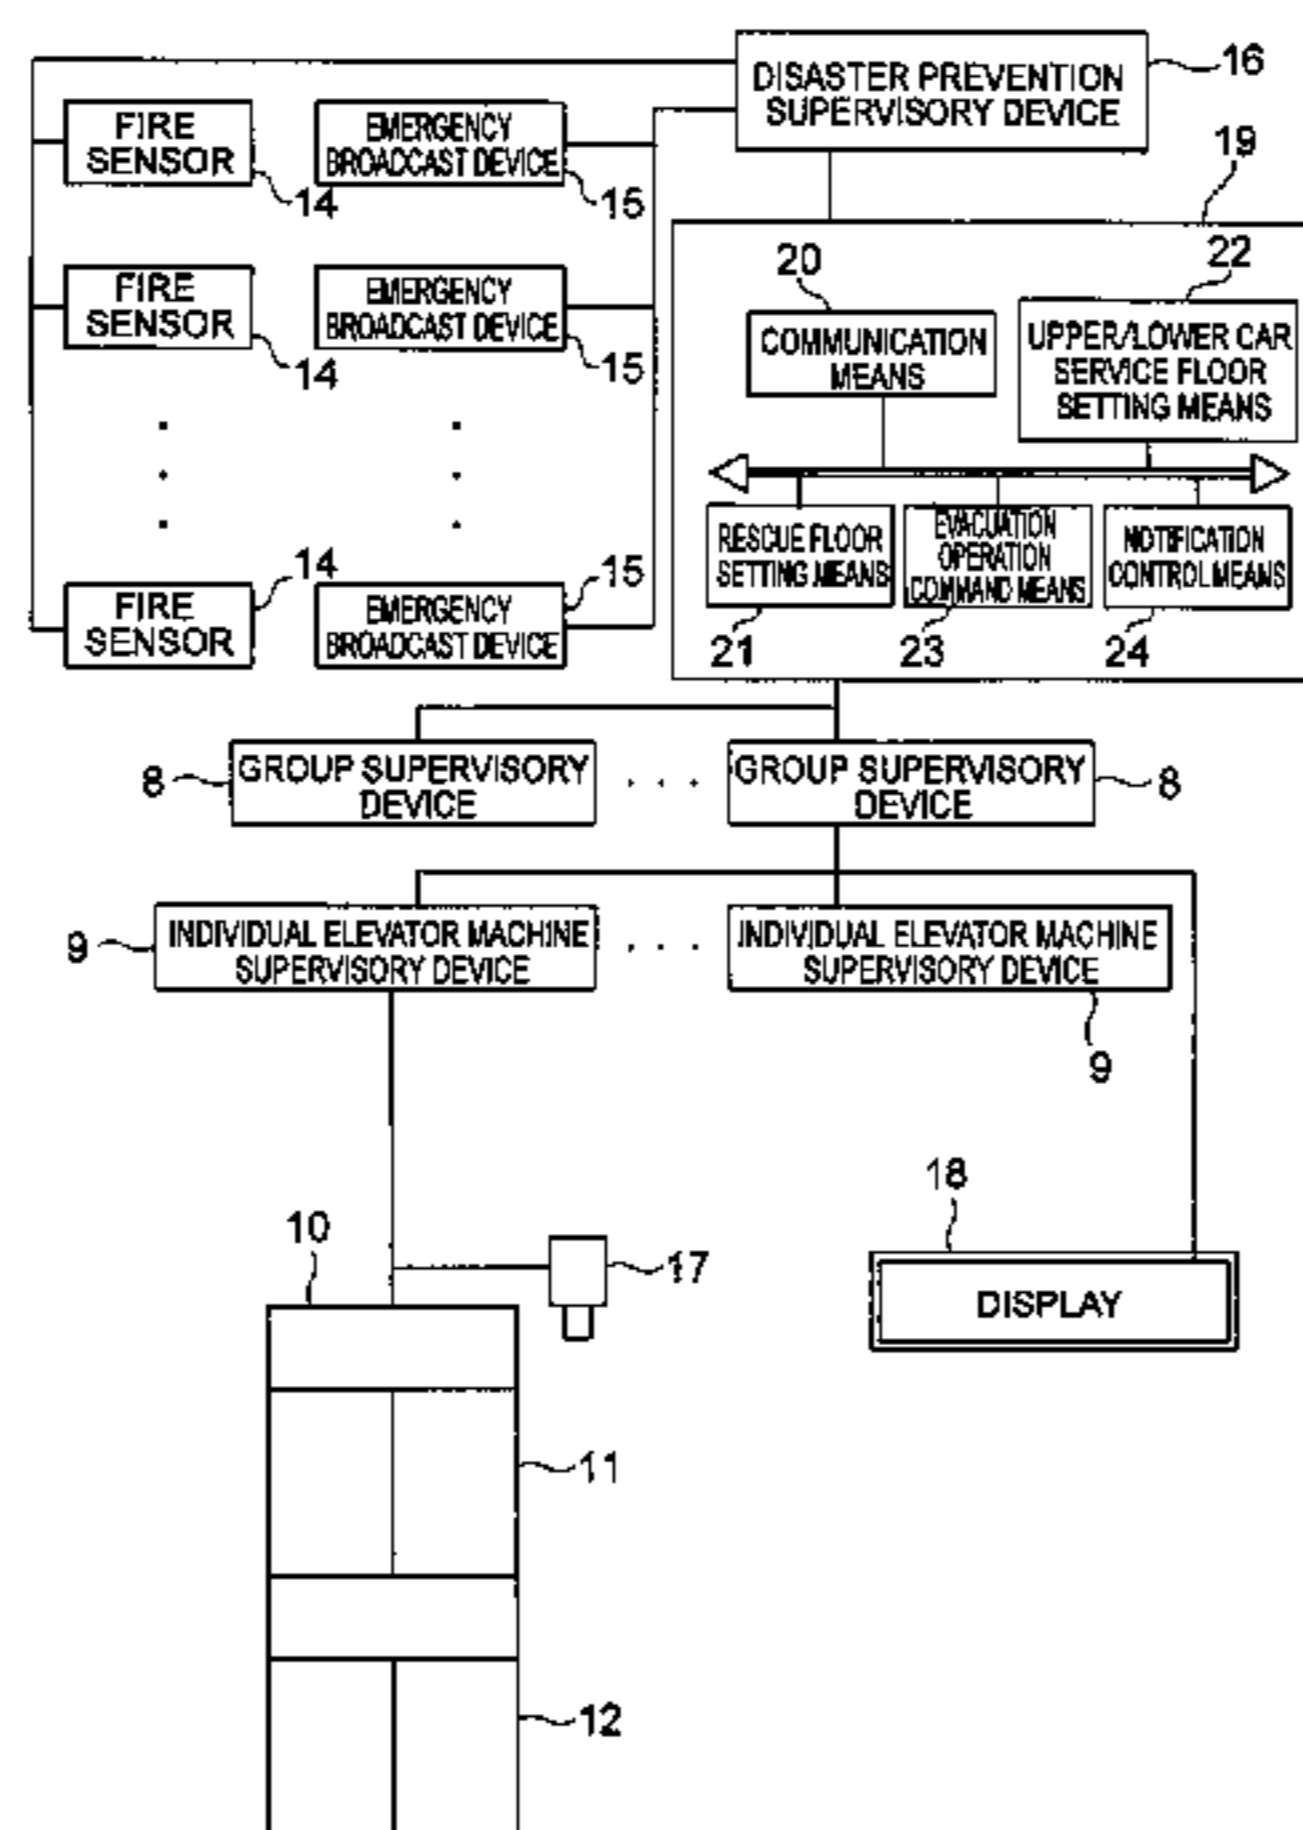 DISASTER PREVENTION
SUPERVISORY DEVICE
16
19
FIRE
SENSOR
14
EMERGENCY
BROADCAST DEVICE
15
FIRE
SENSOR
14
EMERGENCY
BROADCAST DEVICE
15
FIRE
SENSOR
14
EMERGENCY
BROADCAST DEVICE
15
20
COMMUNICATION
MEANS
22
UPPER/LOWER CAR
SERVICE FLOOR
SETTING MEANS
RESCUE FLOOR
SETTING MEANS
21
EVACUATION
OPERATION
COMMAND MEANS
23
NOTIFICATION
CONTROL MEANS
24
8
GROUP SUPERVISORY
DEVICE
GROUP SUPERVISORY
DEVICE
8
9
INDIVIDUAL ELEVATOR MACHINE
SUPERVISORY DEVICE
INDIVIDUAL ELEVATOR MACHINE
SUPERVISORY DEVICE
9
10
17
18
DISPLAY
11
12